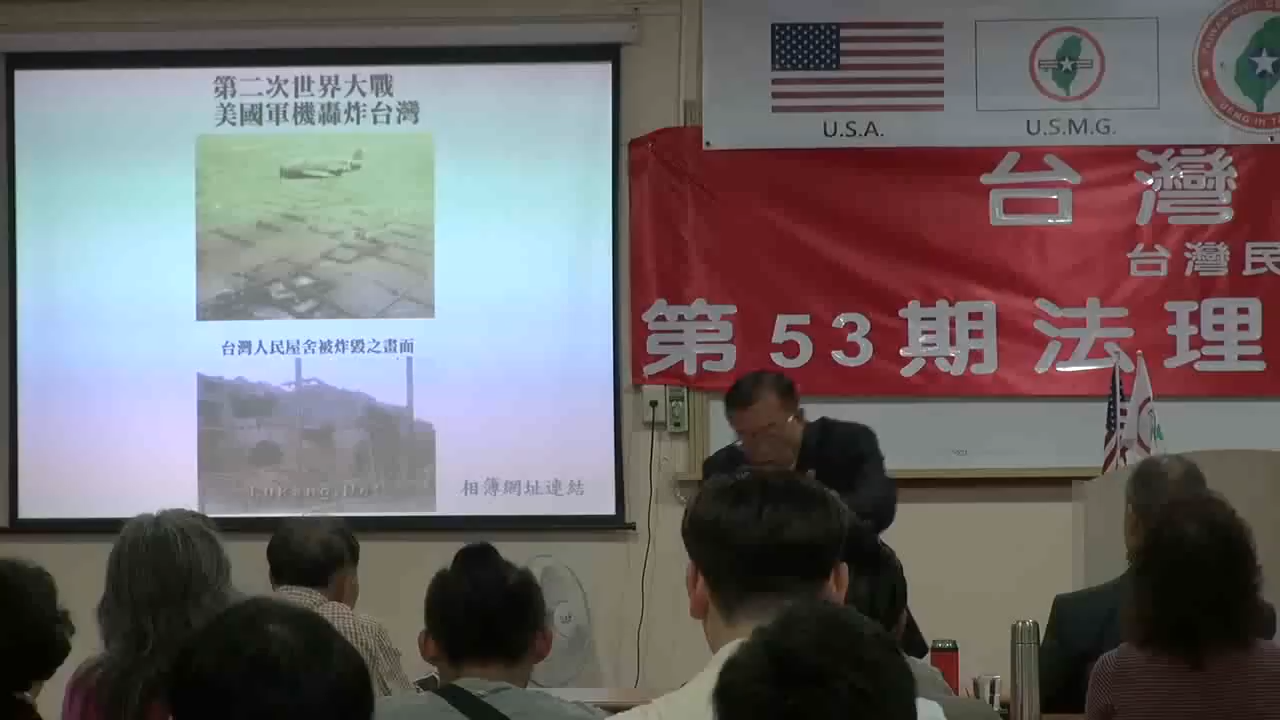 第二次世界大戰
美國軍機轟炸台灣
台灣人民屋舍被炸毀之畫面
相簿網址連結
U.S.A.
U.S.M.G.
台灣
台灣民
第53期法理